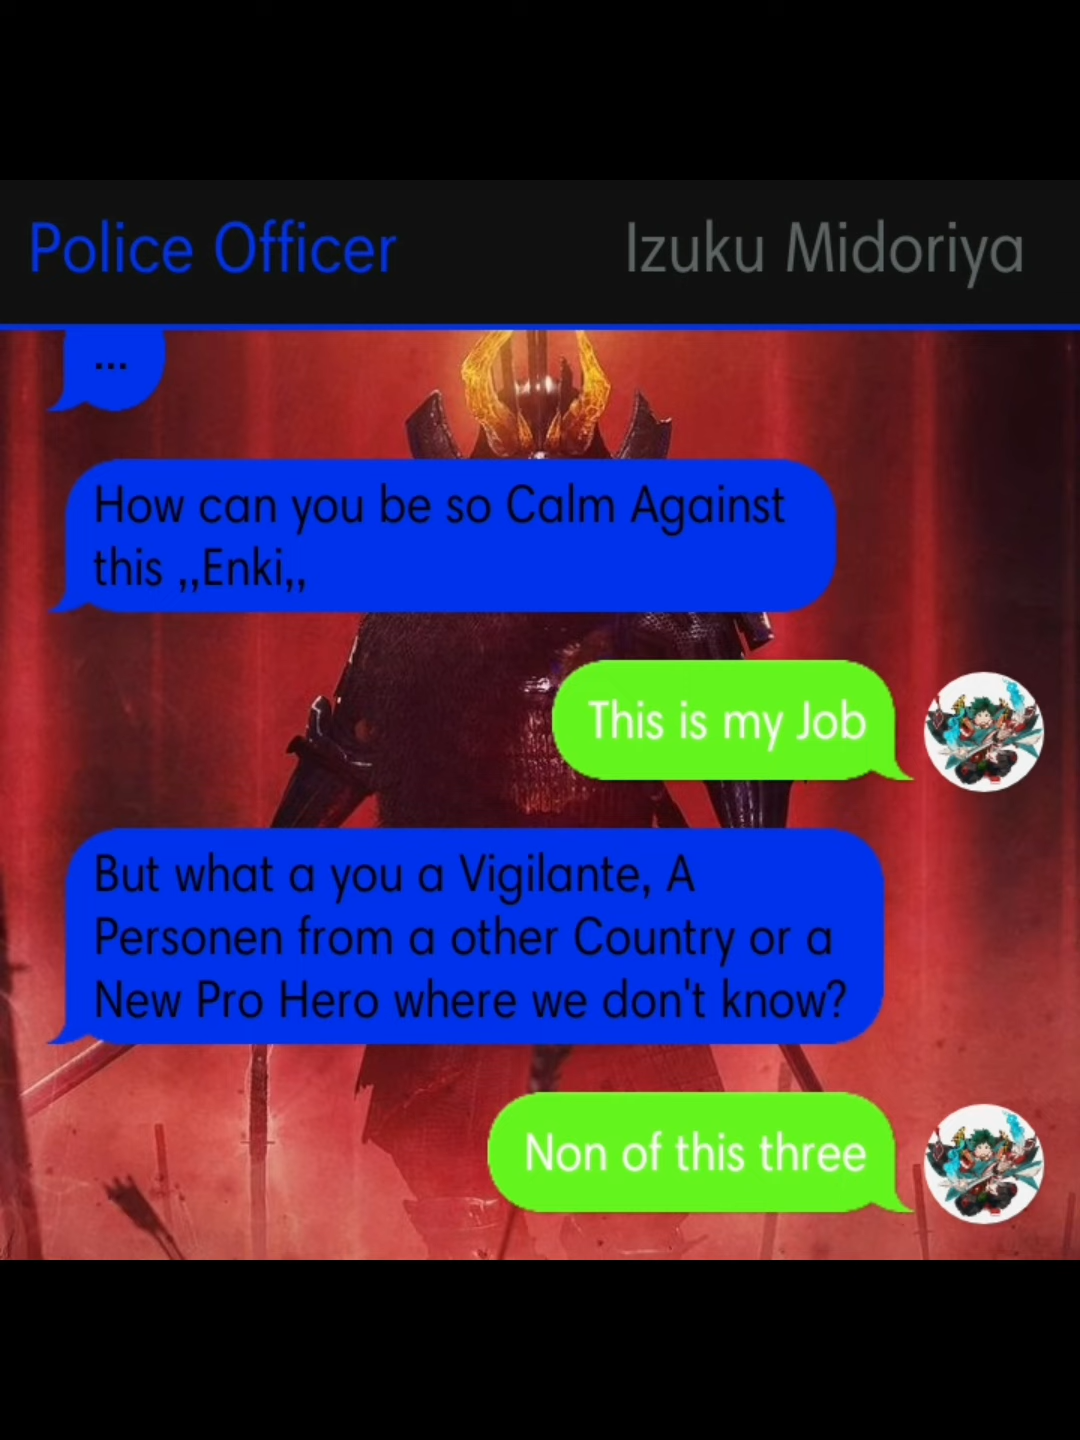 Police Officer
Izuku Midoriya
...
How can you be so Calm Against
this ,,Enki,,
This is my Job
But what a you a Vigilante, A
Personen from a other Country or a
New Pro Hero where we don't know?
Non of this three